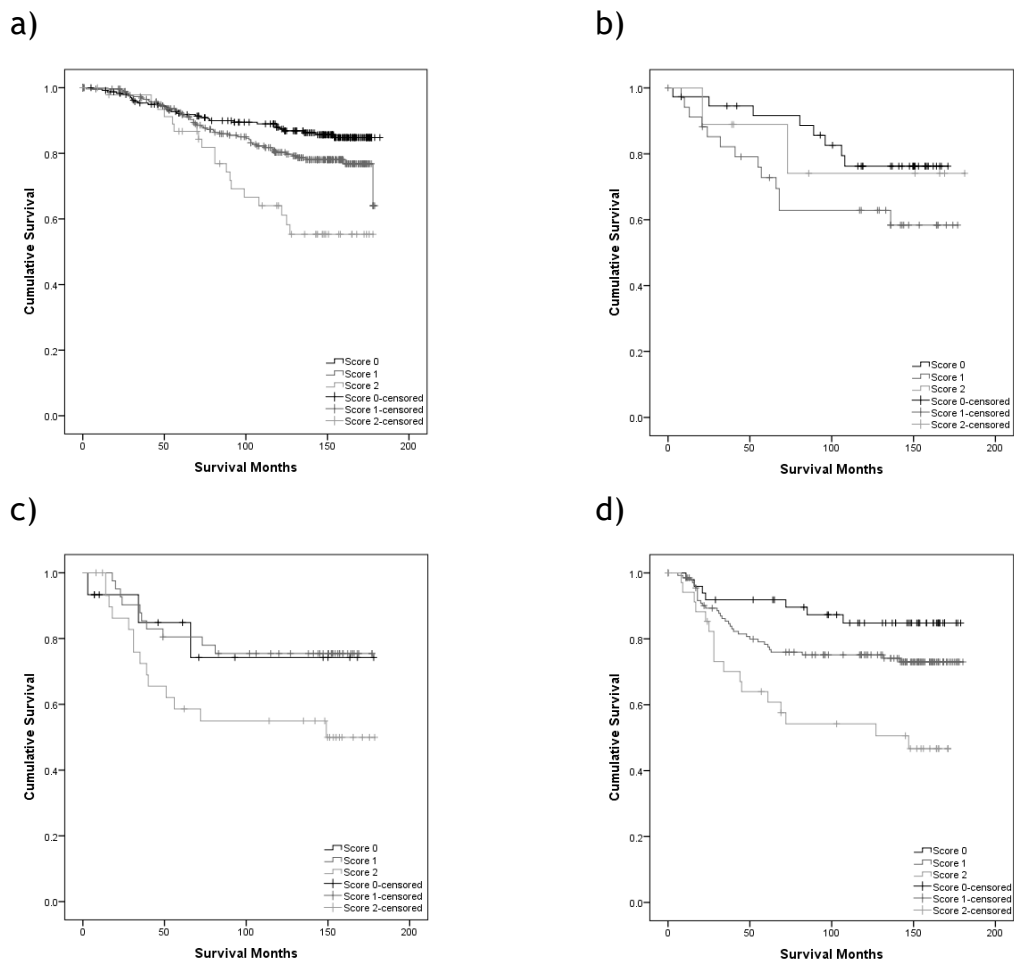 a)
Cumulative Survival
1.0
0.8
0.6
0.4
0.2
0.0
Score 0
Score 1
Score 2
Score 0-censored
Score 1-censored
Score 2-censored
0 50 100 150 200
Survival Months
b)
Cumulative Survival
1.0
0.8
0.6
0.4
0.2
0.0
Score 0
Score 1
Score 2
Score 0-censored
Score 1-censored
Score 2-censored
0 50 100 150 200
Survival Months
c)
Cumulative Survival
1.0
0.8
0.6
0.4
0.2
0.0
Score 0
Score 1
Score 2
Score 0-censored
Score 1-censored
Score 2-censored
0 50 100 150 200
Survival Months
d)
Cumulative Survival
1.0
0.8
0.6
0.4
0.2
0.0
Score 0
Score 1
Score 2
Score 0-censored
Score 1-censored
Score 2-censored
0 50 100 150 200
Survival Months